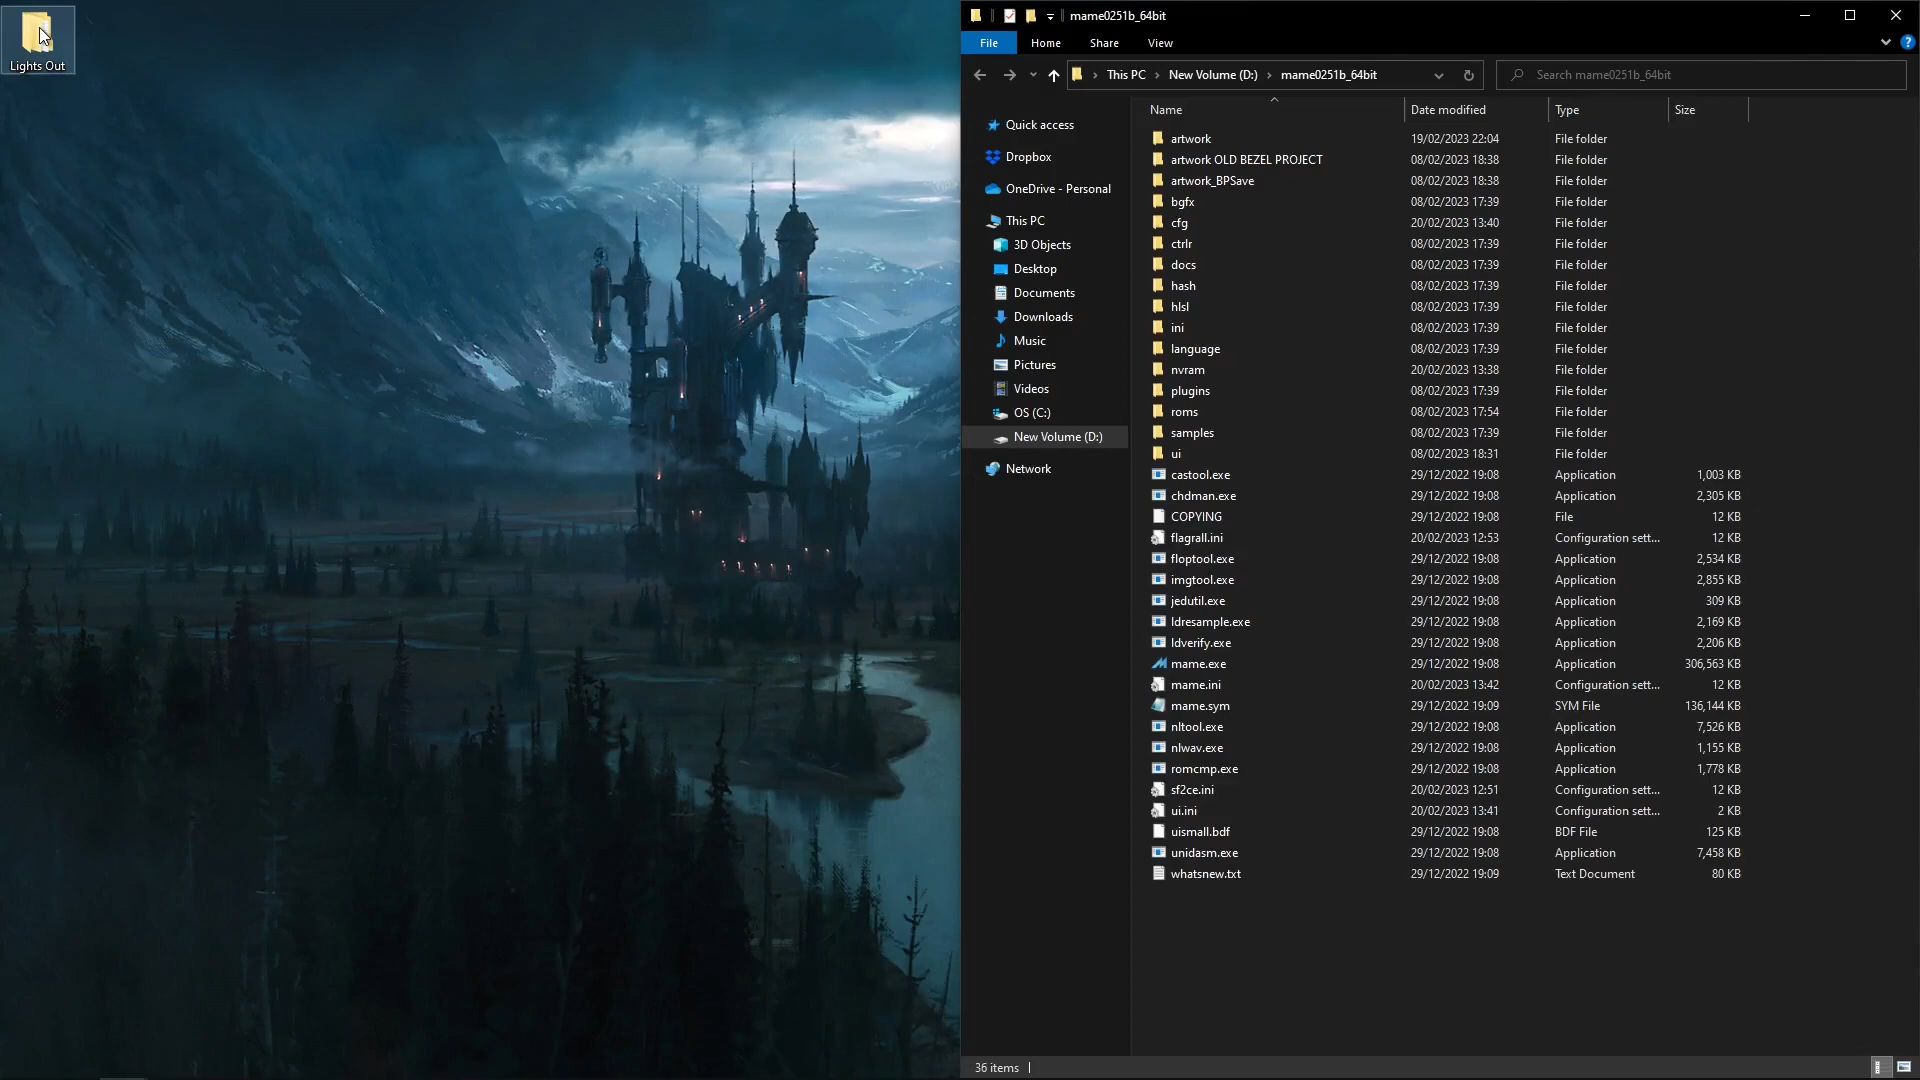 Lights Out
mame0251b_64bit
File Home Share View
This PC New Volume (D:) mame0251b_64bit
Search mame0251b_64bit
Quick access
Dropbox
OneDrive - Personal
This PC
3D Objects
Desktop
Documents
Downloads
Music
Pictures
Videos
OS (C:)
New Volume (D:)
Network
Name Date modified Type Size
artwork 19/02/2023 22:04 File folder
artwork OLD BEZEL PROJECT 08/02/2023 18:38 File folder
artwork_BPSave 08/02/2023 18:38 File folder
bgfx 08/02/2023 17:39 File folder
cfg 20/02/2023 13:40 File folder
ctrlr 08/02/2023 17:39 File folder
docs 08/02/2023 17:39 File folder
hash 08/02/2023 17:39 File folder
hlsl 08/02/2023 17:39 File folder
ini 08/02/2023 17:39 File folder
language 08/02/2023 17:39 File folder
nvram 20/02/2023 13:38 File folder
plugins 08/02/2023 17:39 File folder
roms 08/02/2023 17:54 File folder
samples 08/02/2023 17:39 File folder
ui 08/02/2023 18:31 File folder
castool.exe 29/12/2022 19:08 Application 1,003 KB
chdman.exe 29/12/2022 19:08 Application 2,305 KB
COPYING 29/12/2022 19:08 File 12 KB
flagrall.ini 20/02/2023 12:53 Configuration sett... 12 KB
floptool.exe 29/12/2022 19:08 Application 2,534 KB
imgtool.exe 29/12/2022 19:08 Application 2,855 KB
jedutil.exe 29/12/2022 19:08 Application 309 KB
ldresample.exe 29/12/2022 19:08 Application 2,169 KB
ldverify.exe 29/12/2022 19:08 Application 2,206 KB
mame.exe 29/12/2022 19:08 Application 306,563 KB
mame.ini 20/02/2023 13:42 Configuration sett... 12 KB
mame.sym 29/12/2022 19:09 SYM File 136,144 KB
nltool.exe 29/12/2022 19:08 Application 7,526 KB
nlwav.exe 29/12/2022 19:08 Application 1,155 KB
romcmp.exe 29/12/2022 19:08 Application 1,778 KB
sf2ce.ini 20/02/2023 12:51 Configuration sett... 12 KB
ui.ini 20/02/2023 13:41 Configuration sett... 2 KB
uismall.bdf 29/12/2022 19:08 BDF File 125 KB
unidasm.exe 29/12/2022 19:08 Application 7,458 KB
whatsnew.txt 29/12/2022 19:09 Text Document 80 KB
36 items